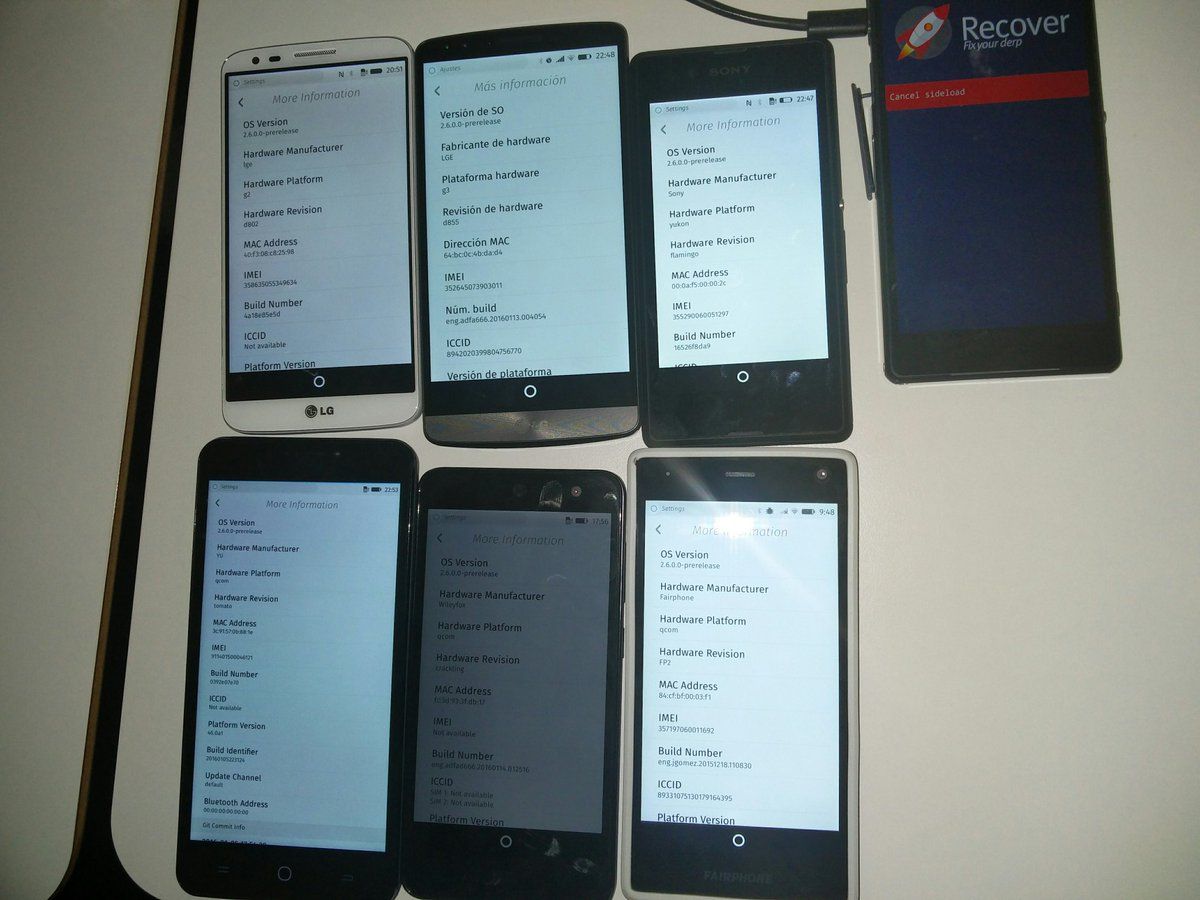 Settings
20:51
More Information
OS Version
2.6.0.0-prerelease
Hardware Manufacturer
lge
Hardware Platform
g2
Hardware Revision
d802
MAC Address
40:f3:08:c8:25:98
IMEI
358635055349634
Build Number
4a18e85e5d
ICCID
Not available
Platform Version
LG
Ajustes
22:48
Más información
Versión de SO
2.6.0.0-prerelease
Fabricante de hardware
LGE
Plataforma hardware
g3
Revisión de hardware
d855
Dirección MAC
64:bc:0c:4b:da:d4
IMEI
352645073903011
Núm. build
eng.adfa666.20160113.004054
ICCID
8942020399804756770
Versión de plataforma
SONY
Settings
22:47
More Information
OS Version
2.6.0.0-prerelease
Hardware Manufacturer
Sony
Hardware Platform
yukon
Hardware Revision
flamingo
MAC Address
00:0a:f5:00:00:2c
IMEI
355290060051297
Build Number
16526f8da9
ICCID
Recover
Fix your derp
Cancel sideload
Settings
22:53
More Information
OS Version
2.6.0.0-prerelease
Hardware Manufacturer
YU
Hardware Platform
qcom
Hardware Revision
tomato
MAC Address
3c:91:57:0b:88:1e
IMEI
911401500046121
Build Number
0392e07e70
ICCID
Not available
Platform Version
46.0a1
Build Identifier
20160105223124
Update Channel
default
Bluetooth Address
00:00:00:00:00:00
Git Commit Info
Settings
17:56
More Information
OS Version
2.6.0.0-prerelease
Hardware Manufacturer
Wileyfox
Hardware Platform
qcom
Hardware Revision
crackling
MAC Address
IMEI
Not available
Build Number
eng.adfad666.20160114.012516
ICCID
SIM 1: Not available
SIM 2: Not available
Platform Version
Settings
9:48
More Information
OS Version
2.6.0.0-prerelease
Hardware Manufacturer
Fairphone
Hardware Platform
qcom
Hardware Revision
FP2
MAC Address
84:cf:bf:00:03:f1
IMEI
357197060011692
Build Number
eng.jgomez.20151218.110830
ICCID
89331075130179164395
Platform Version
FAIRPHONE